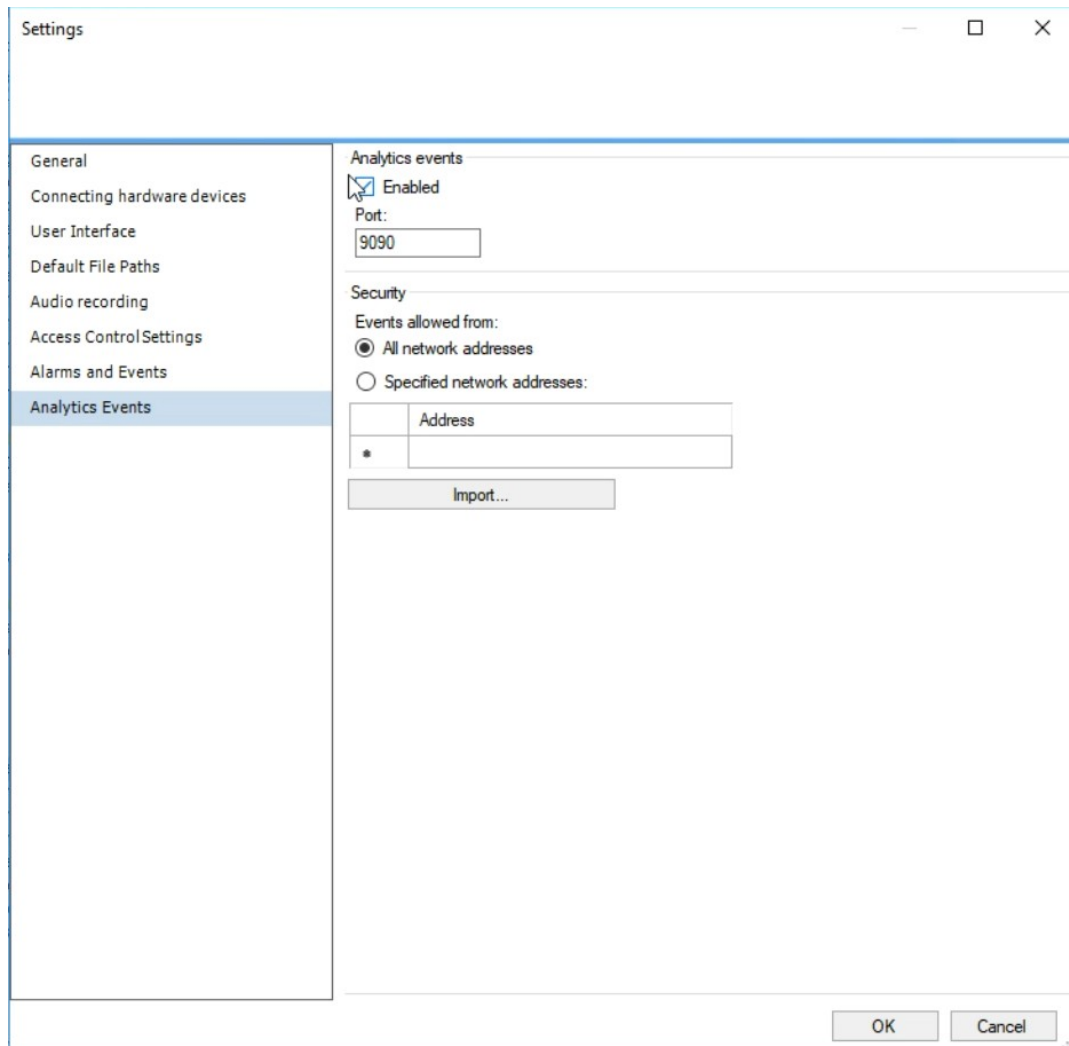 Settings
General
Connecting hardware devices
User Interface
Default File Paths
Audio recording
Access Control Settings
Alarms and Events
Analytics Events
Analytics events
Enabled
Port:
9090
Security
Events allowed from:
All network addresses
Specified network addresses:
Address
*
Import...
OK
Cancel